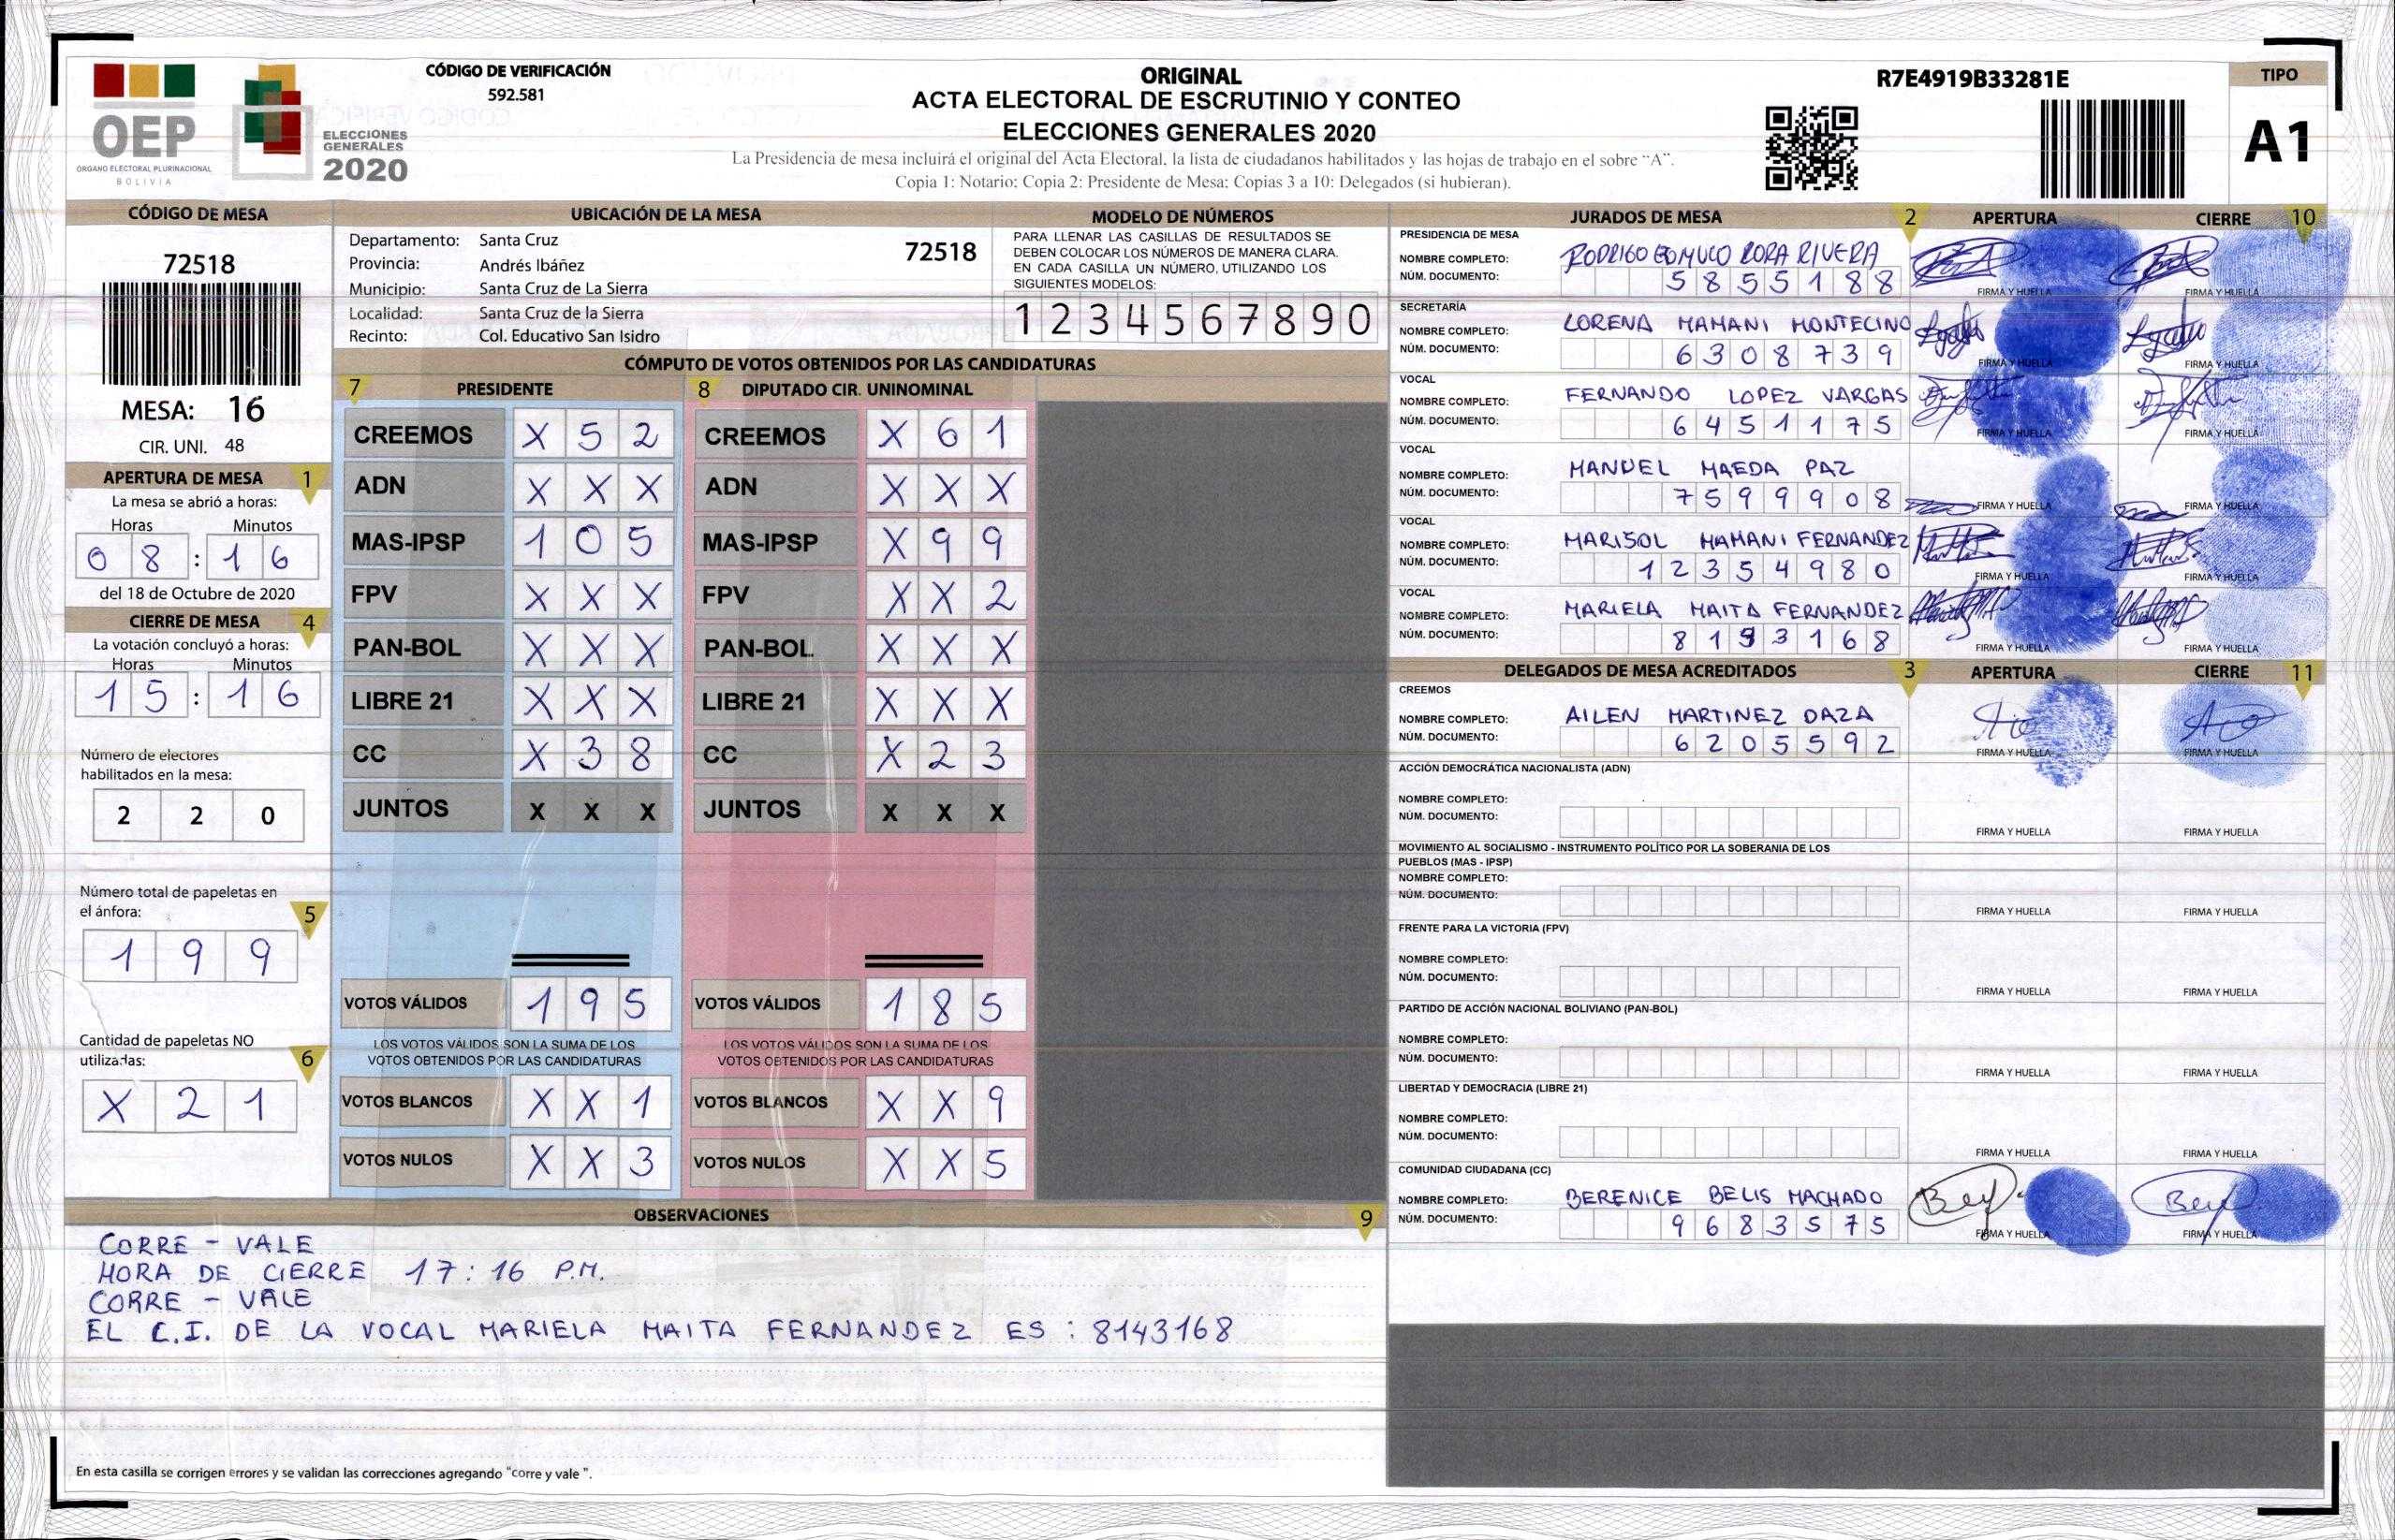 OEP
ÓRGANO ELECTORAL PLURINACIONAL
BOLIVIA
ELECCIONES
GENERALES
2020
CÓDIGO DE VERIFICACIÓN
592.581
ORIGINAL
ACTA ELECTORAL DE ESCRUTINIO Y CONTEO
ELECCIONES GENERALES 2020
La Presidencia de mesa incluirá el original del Acta Electoral, la lista de ciudadanos habilitados y las hojas de trabajo en el sobre "A".
Copia 1: Notario; Copia 2: Presidente de Mesa; Copias 3 a 10: Delegados (si hubieran).
R7E4919B33281E
TIPO
A1
CÓDIGO DE MESA
72518
MESA: 16
CIR. UNI. 48
APERTURA DE MESA 1
La mesa se abrió a horas:
Horas Minutos
0 8 : 1 6
del 18 de Octubre de 2020
CIERRE DE MESA 4
La votación concluyó a horas:
Horas Minutos
1 5 : 1 6
Número de electores
habilitados en la mesa:
2 2 0
Número total de papeletas en
el ánfora: 5
1 9 9
Cantidad de papeletas NO
utilizadas: 6
X 2 1
UBICACIÓN DE LA MESA
Departamento: Santa Cruz 72518
Provincia: Andrés Ibáñez
Municipio: Santa Cruz de La Sierra
Localidad: Santa Cruz de la Sierra
Recinto: Col. Educativo San Isidro
MODELO DE NÚMEROS
PARA LLENAR LAS CASILLAS DE RESULTADOS SE
DEBEN COLOCAR LOS NÚMEROS DE MANERA CLARA.
EN CADA CASILLA UN NÚMERO, UTILIZANDO LOS
SIGUIENTES MODELOS:
1 2 3 4 5 6 7 8 9 0
CÓMPUTO DE VOTOS OBTENIDOS POR LAS CANDIDATURAS
7 PRESIDENTE
CREEMOS X 5 2
ADN X X X
MAS-IPSP 1 0 5
FPV X X X
PAN-BOL X X X
LIBRE 21 X X X
CC X 3 8
JUNTOS X X X
VOTOS VÁLIDOS 1 9 5
LOS VOTOS VÁLIDOS SON LA SUMA DE LOS
VOTOS OBTENIDOS POR LAS CANDIDATURAS
VOTOS BLANCOS X X 1
VOTOS NULOS X X 3
8 DIPUTADO CIR. UNINOMINAL
CREEMOS X 6 1
ADN X X X
MAS-IPSP X 9 9
FPV X X 2
PAN-BOL X X X
LIBRE 21 X X X
CC X 2 3
JUNTOS X X X
VOTOS VÁLIDOS 1 8 5
LOS VOTOS VÁLIDOS SON LA SUMA DE LOS
VOTOS OBTENIDOS POR LAS CANDIDATURAS
VOTOS BLANCOS X X 9
VOTOS NULOS X X 5
OBSERVACIONES 9
CORRE - VALE
HORA DE CIERRE 17:16 P.M.
CORRE - VALE
EL C.I. DE LA VOCAL MARIELA MAITA FERNANDEZ ES : 8143168
En esta casilla se corrigen errores y se validan las correcciones agregando "corre y vale ".
JURADOS DE MESA 2 APERTURA CIERRE 10
PRESIDENCIA DE MESA
NOMBRE COMPLETO: RODRIGO RORA RIVERA
NÚM. DOCUMENTO: 5 8 5 5 1 8 8
FIRMA Y HUELLA FIRMA Y HUELLA
SECRETARÍA
NOMBRE COMPLETO: LORENA MAMANI MONTECINO
NÚM. DOCUMENTO: 6 3 0 8 7 3 9
FIRMA Y HUELLA FIRMA Y HUELLA
VOCAL
NOMBRE COMPLETO: FERNANDO LOPEZ VARGAS
NÚM. DOCUMENTO: 6 4 5 1 1 7 5
FIRMA Y HUELLA FIRMA Y HUELLA
VOCAL
NOMBRE COMPLETO: MANUEL MAEDA PAZ
NÚM. DOCUMENTO: 7 5 9 9 9 0 8
FIRMA Y HUELLA FIRMA Y HUELLA
VOCAL
NOMBRE COMPLETO: MARISOL MAMANI FERNANDEZ
NÚM. DOCUMENTO: 1 2 3 5 4 9 8 0
FIRMA Y HUELLA FIRMA Y HUELLA
VOCAL
NOMBRE COMPLETO: MARIELA MAITA FERNANDEZ
NÚM. DOCUMENTO: 8 1 9 3 1 6 8
FIRMA Y HUELLA FIRMA Y HUELLA
DELEGADOS DE MESA ACREDITADOS 3 APERTURA CIERRE 11
CREEMOS
NOMBRE COMPLETO: AILEN MARTINEZ DAZA
NÚM. DOCUMENTO: 6 2 0 5 5 9 2
FIRMA Y HUELLA FIRMA Y HUELLA
ACCIÓN DEMOCRÁTICA NACIONALISTA (ADN)
NOMBRE COMPLETO:
NÚM. DOCUMENTO:
FIRMA Y HUELLA FIRMA Y HUELLA
MOVIMIENTO AL SOCIALISMO - INSTRUMENTO POLÍTICO POR LA SOBERANIA DE LOS
PUEBLOS (MAS - IPSP)
NOMBRE COMPLETO:
NÚM. DOCUMENTO:
FIRMA Y HUELLA FIRMA Y HUELLA
FRENTE PARA LA VICTORIA (FPV)
NOMBRE COMPLETO:
NÚM. DOCUMENTO:
FIRMA Y HUELLA FIRMA Y HUELLA
PARTIDO DE ACCIÓN NACIONAL BOLIVIANO (PAN-BOL)
NOMBRE COMPLETO:
NÚM. DOCUMENTO:
FIRMA Y HUELLA FIRMA Y HUELLA
LIBERTAD Y DEMOCRACIA (LIBRE 21)
NOMBRE COMPLETO:
NÚM. DOCUMENTO:
FIRMA Y HUELLA FIRMA Y HUELLA
COMUNIDAD CIUDADANA (CC)
NOMBRE COMPLETO: BERENICE BELIS MACHADO
NÚM. DOCUMENTO: 9 6 8 3 5 7 5
FIRMA Y HUELLA FIRMA Y HUELLA